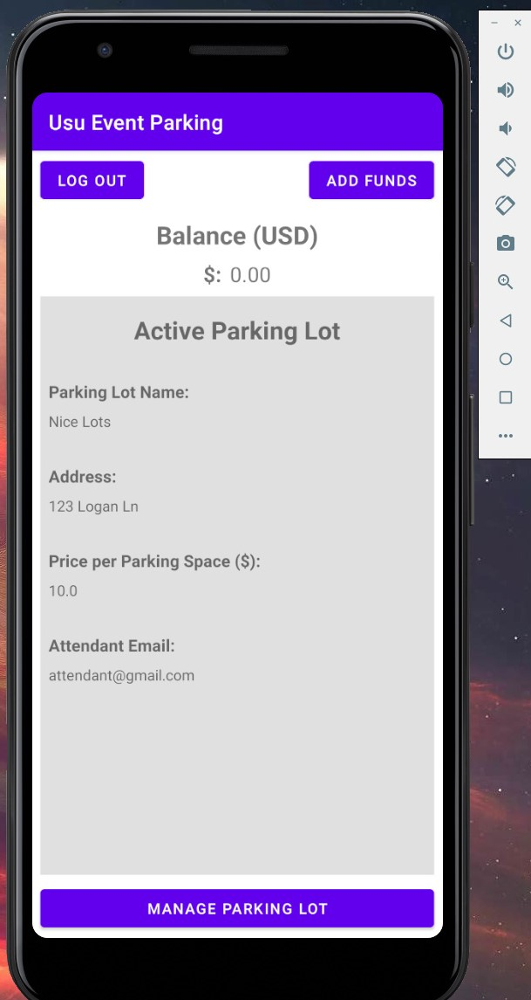 Usu Event Parking
LOG OUT
ADD FUNDS
Balance (USD)
$: 0.00
Active Parking Lot
Parking Lot Name:
Nice Lots
Address:
123 Logan Ln
Price per Parking Space ($):
10.0
Attendant Email:
attendant@gmail.com
MANAGE PARKING LOT